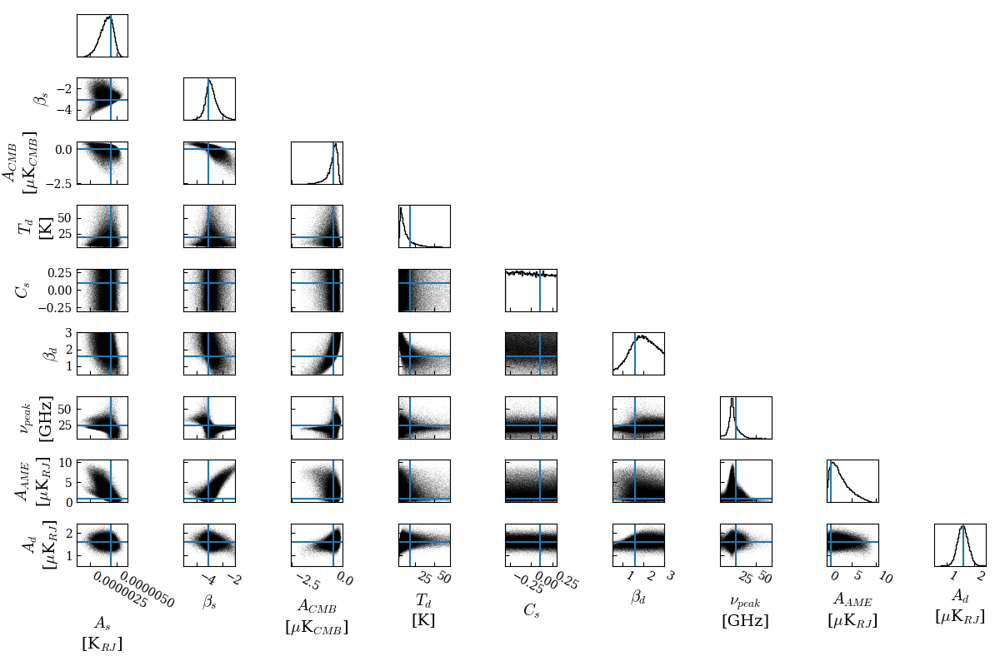 β_s
−2
−4
A_CMB
[μK_CMB]
0.0
−2.5
T_d
[K]
50
25
C_s
0.25
0.00
−0.25
β_d
3
2
1
ν_peak
[GHz]
50
25
A_AME
[μK_RJ]
10
5
0
A_d
[μK_RJ]
2
1
0.0000025
0.0000050
−4
−2
−2.5
0.0
25
50
−0.25
0.00
0.25
1
2
3
25
50
0
5
10
1
2
A_s
[K_RJ]
β_s
A_CMB
[μK_CMB]
T_d
[K]
C_s
β_d
ν_peak
[GHz]
A_AME
[μK_RJ]
A_d
[μK_RJ]